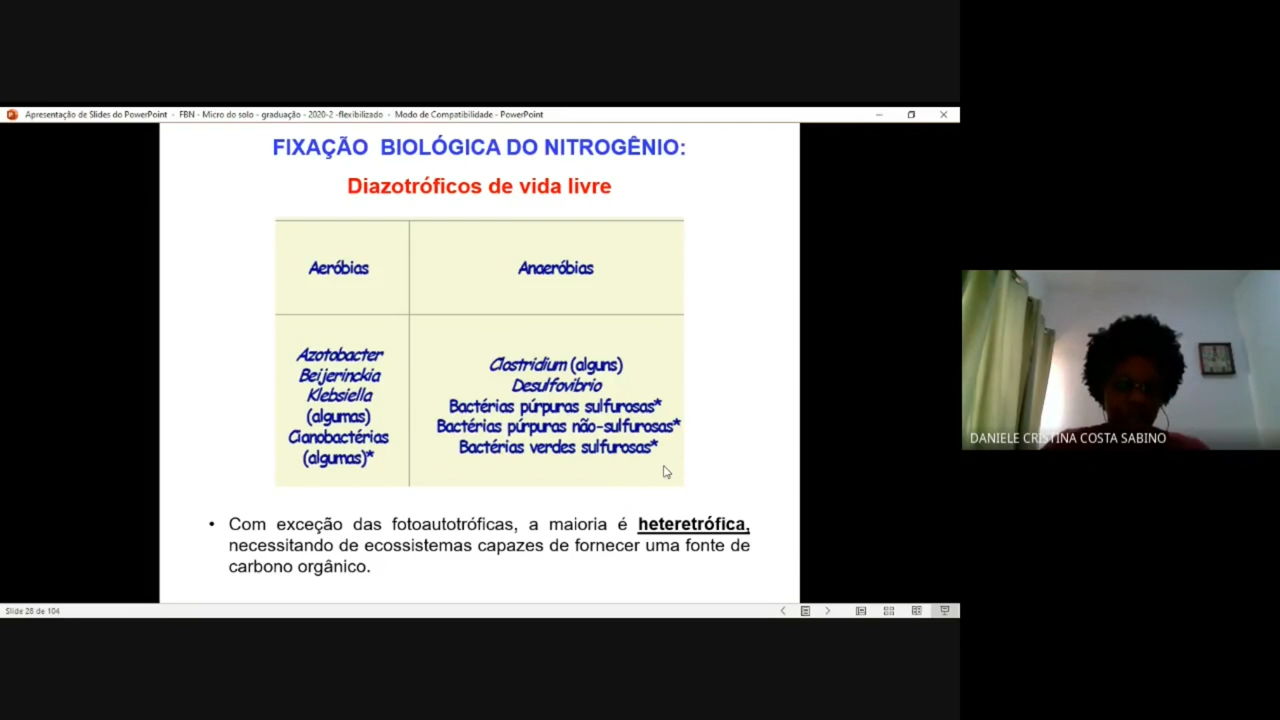 Apresentação de Slides do PowerPoint - FBN - Micro do solo - graduação - 2020-2 -flexibilizado - Modo de Compatibilidade - PowerPoint
FIXAÇÃO BIOLÓGICA DO NITROGÊNIO:
Diazotróficos de vida livre
Aeróbias
Anaeróbias
Azotobacter
Beijerinckia
Klebsiella
(algumas)
Cianobactérias
(algumas)*
Clostridium (alguns)
Desulfovibrio
Bactérias púrpuras sulfurosas*
Bactérias púrpuras não-sulfurosas*
Bactérias verdes sulfurosas*
• Com exceção das fotoautotróficas, a maioria é heteretrófica,
necessitando de ecossistemas capazes de fornecer uma fonte de
carbono orgânico.
DANIELE CRISTINA COSTA SABINO
Slide 28 de 104